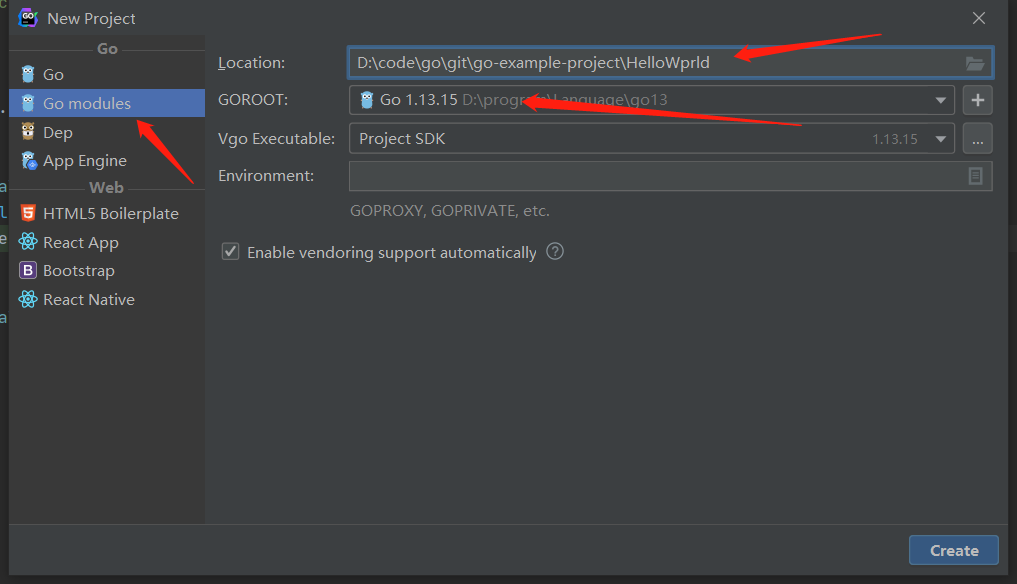 New Project
Go
Go
Go modules
Dep
App Engine
Web
HTML5 Boilerplate
React App
Bootstrap
React Native
Location: D:\code\go\git\go-example-project\HelloWprld
GOROOT: Go 1.13.15 D:\program\Language\go13
Vgo Executable: Project SDK 1.13.15 ...
Environment:
GOPROXY, GOPRIVATE, etc.
Enable vendoring support automatically ?
Create